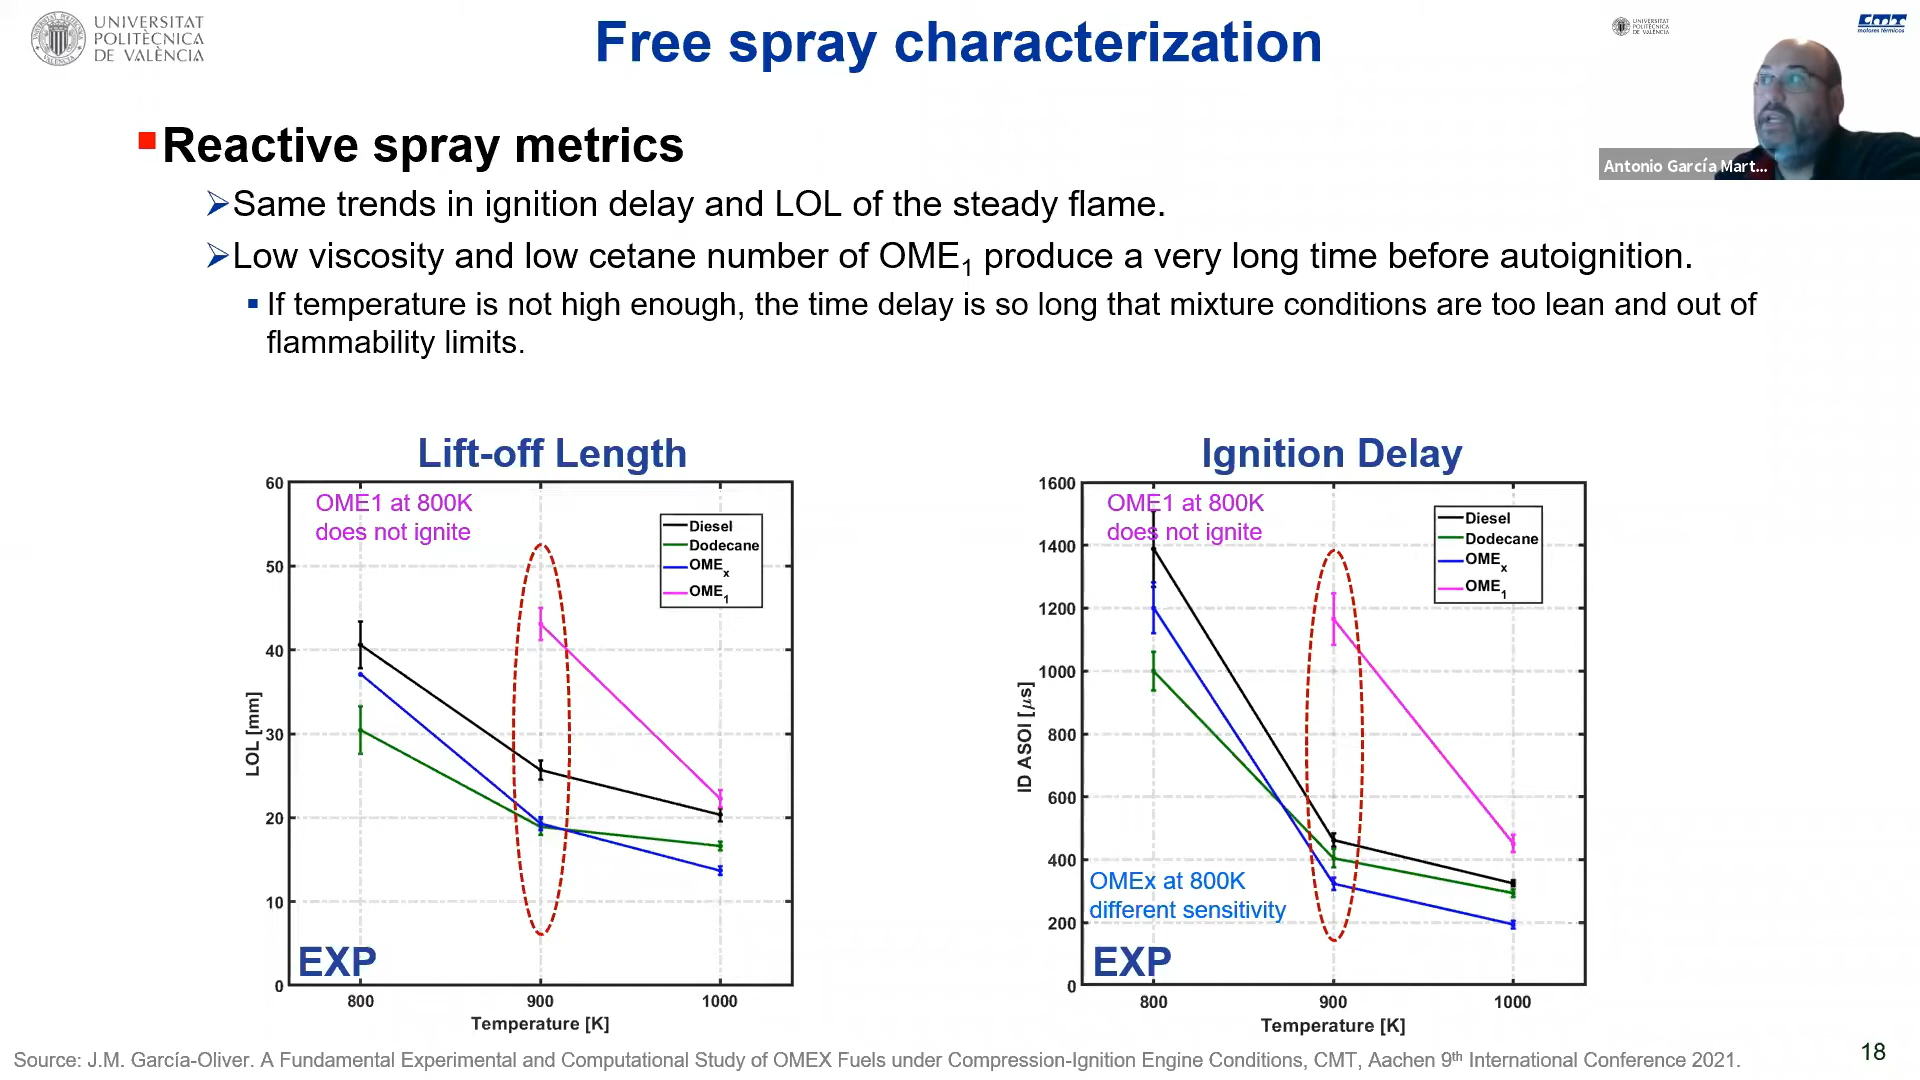 UNIVERSITAT
POLITÈCNICA
DE VALÈNCIA
Free spray characterization
UNIVERSITAT
POLITÈCNICA
DE VALÈNCIA
CMT
motores térmicos
Antonio García Mart...
Reactive spray metrics
Same trends in ignition delay and LOL of the steady flame.
Low viscosity and low cetane number of OME1 produce a very long time before autoignition.
If temperature is not high enough, the time delay is so long that mixture conditions are too lean and out of
flammability limits.
Lift-off Length
60
50
40
30
20
10
0
LOL [mm]
OME1 at 800K
does not ignite
Diesel
Dodecane
OMEx
OME1
EXP
800 900 1000
Temperature [K]
Ignition Delay
1600
1400
1200
1000
800
600
400
200
0
ID ASOI [μs]
OME1 at 800K
does not ignite
Diesel
Dodecane
OMEx
OME1
OMEx at 800K
different sensitivity
EXP
800 900 1000
Temperature [K]
Source: J.M. García-Oliver. A Fundamental Experimental and Computational Study of OMEX Fuels under Compression-Ignition Engine Conditions, CMT, Aachen 9th International Conference 2021.
18